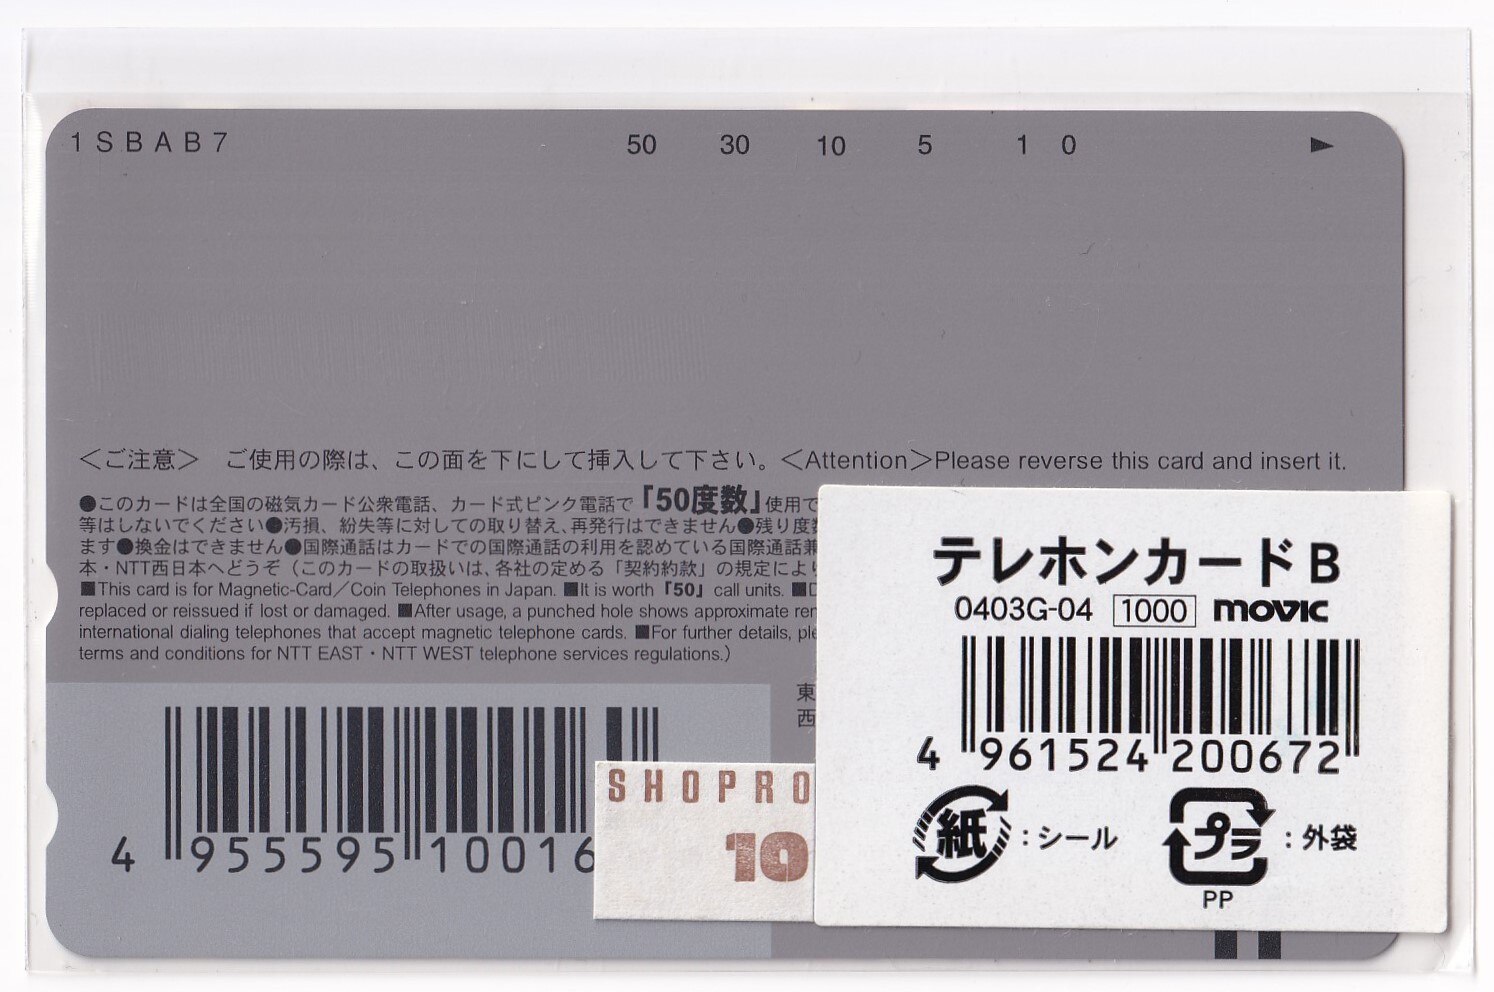 1SBAB7 50 30 10 5 1 0
＜ご注意＞ ご使用の際は、この面を下にして挿入して下さい。＜Attention＞Please reverse this card and insert it.
●このカードは全国の磁気カード公衆電話、カード式ピンク電話で「50度数」使用で
等はしないでください●汚損、紛失等に対しての取り替え、再発行はできません●残り度数
ます●換金はできません●国際通話はカードでの国際通話の利用を認めている国際通話兼
本・NTT西日本へどうぞ（このカードの取扱いは、各社の定める「契約約款」の規定により
■This card is for Magnetic-Card／Coin Telephones in Japan. ■It is worth「50」call units. ■
replaced or reissued if lost or damaged. ■After usage, a punched hole shows approximate
international dialing telephones that accept magnetic telephone cards. ■For further details,
terms and conditions for NTT EAST・NTT WEST telephone services regulations.)
東
西
4 955595 10016
SHOPRO
10
テレホンカードB
0403G-04 1000 movic
4 961524 200672
紙：シール
プラ：外袋
PP